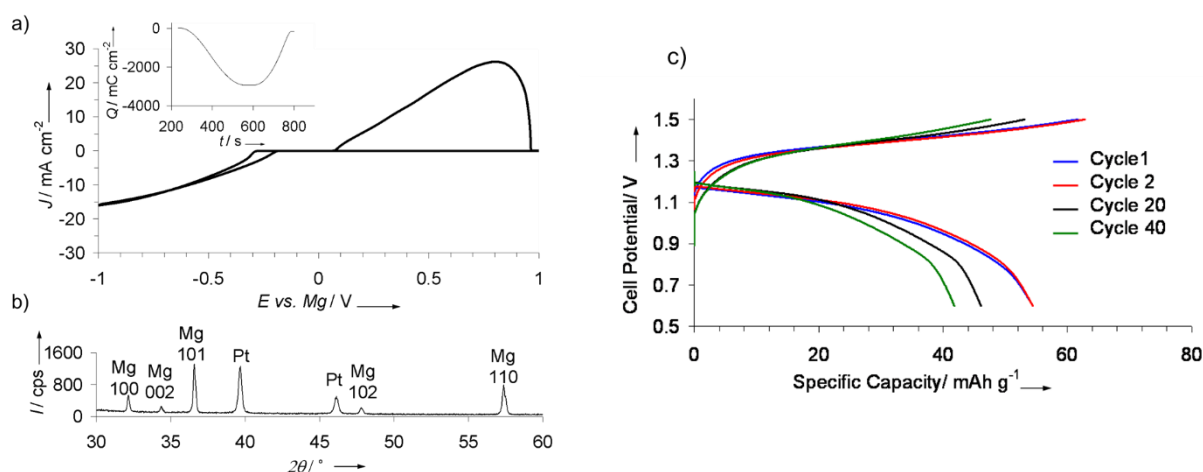 a)
Q/ mC cm⁻²
0
-2000
-4000
200 400 600 800
t / s
J / mA cm⁻²
30
20
10
0
-10
-20
-30
-1 -0.5 0 0.5 1
E vs. Mg / V
b)
I / cps
1600
800
0
Mg
100
Mg
002
Mg
101
Pt
Pt
Mg
102
Mg
110
30 35 40 45 50 55 60
2θ / °
c)
Cell Potential/ V
1.5
1.3
1.1
0.9
0.7
0.5
0 20 40 60 80
Specific Capacity/ mAh g⁻¹
Cycle1
Cycle 2
Cycle 20
Cycle 40